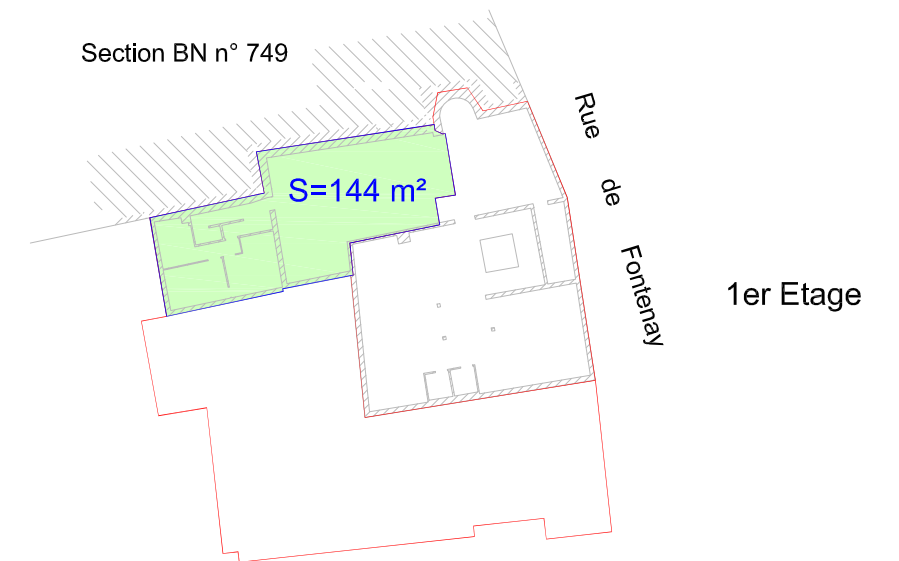 Section BN n° 749
Rue
de
Fontenay
S=144 m²
1er Etage